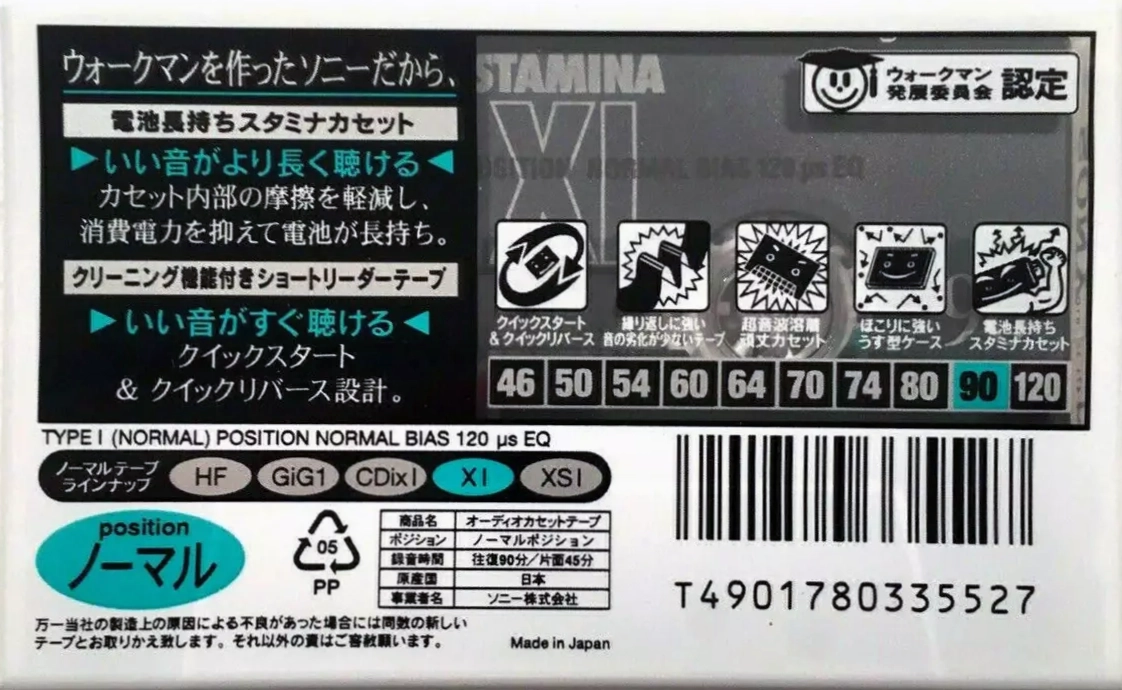 ウォークマンを作ったソニーだから、
電池長持ちスタミナカセット
▶いい音がより長く聴ける◀
カセット内部の摩擦を軽減し、
消費電力を抑えて電池が長持ち。
クリーニング機能付きショートリーダーテープ
▶いい音がすぐ聴ける◀
クイックスタート
& クイックリバース設計。
STAMINA
XI
POSITION NORMAL BIAS 120 µs EQ
ウォークマン
発展委員会 認定
クイックスタート
& クイックリバース
繰り返しに強い
音の劣化が少ないテープ
超音波溶着
頑丈カセット
ほこりに強い
うす型ケース
電池長持ち
スタミナカセット
46 50 54 60 64 70 74 80 90 120
TYPE I (NORMAL) POSITION NORMAL BIAS 120 µs EQ
ノーマルテープ
ラインナップ
HF GiG1 CDixI XI XSI
position
ノーマル
05
PP
商品名 オーディオカセットテープ
ポジション ノーマルポジション
録音時間 往復90分/片面45分
原産国 日本
事業者名 ソニー株式会社
T4901780335527
万一当社の製造上の原因による不良があった場合には同数の新しい
テープとお取りかえ致します。それ以外の責はご容赦願います。
Made in Japan